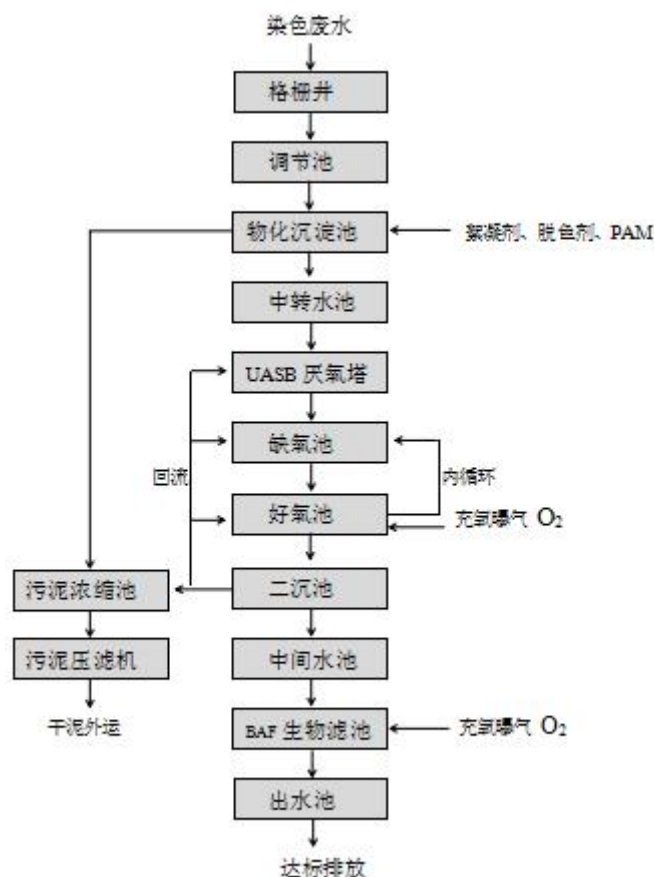 染色废水
格栅井
调节池
物化沉淀池
絮凝剂、脱色剂、PAM
中转水池
UASB 厌氧塔
缺氧池
回流
内循环
好氧池
充氧曝气 O₂
污泥浓缩池
二沉池
污泥压滤机
中间水池
干泥外运
BAF 生物滤池
充氧曝气 O₂
出水池
达标排放